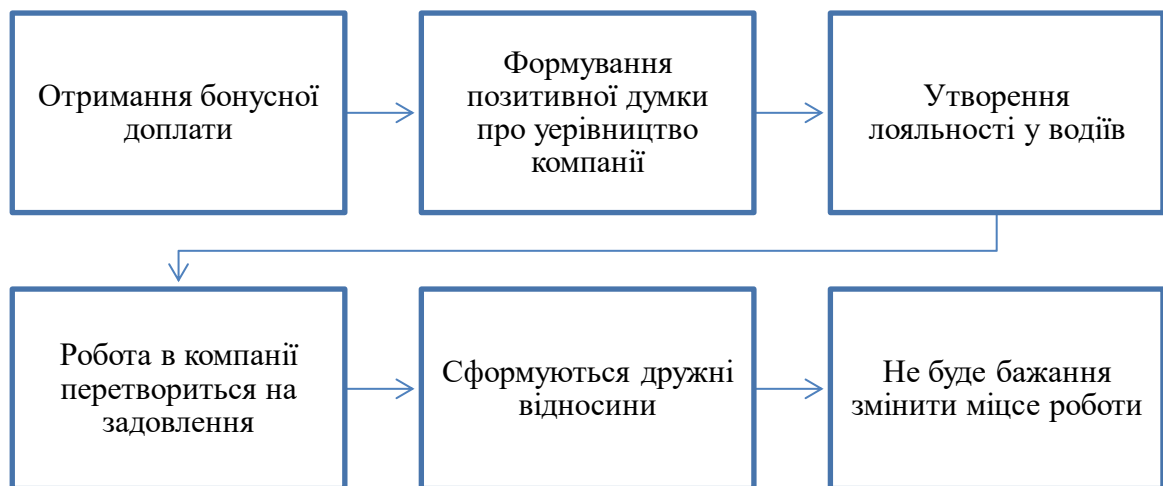 Отримання бонусної
доплати
Формування
позитивної думки
про уерівництво
компанії
Утворення
лояльності у водіїв
Робота в компанії
перетвориться на
задовлення
Сформуються дружні
відносини
Не буде бажання
змінити міцсе роботи